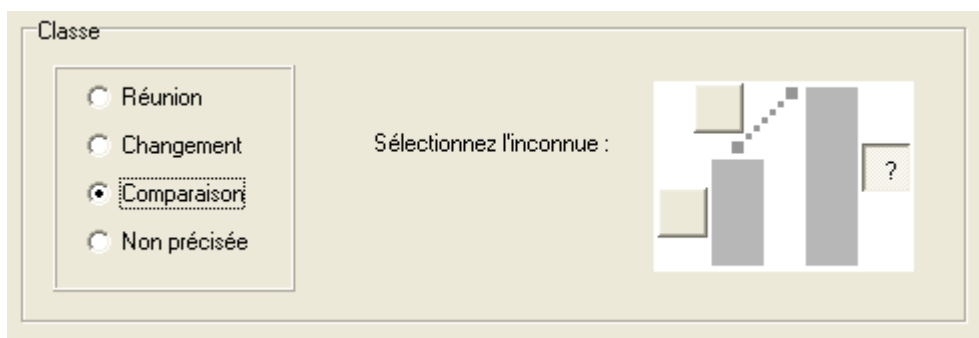 Classe
Réunion
Changement
Comparaison
Non précisée
Sélectionnez l'inconnue :
?